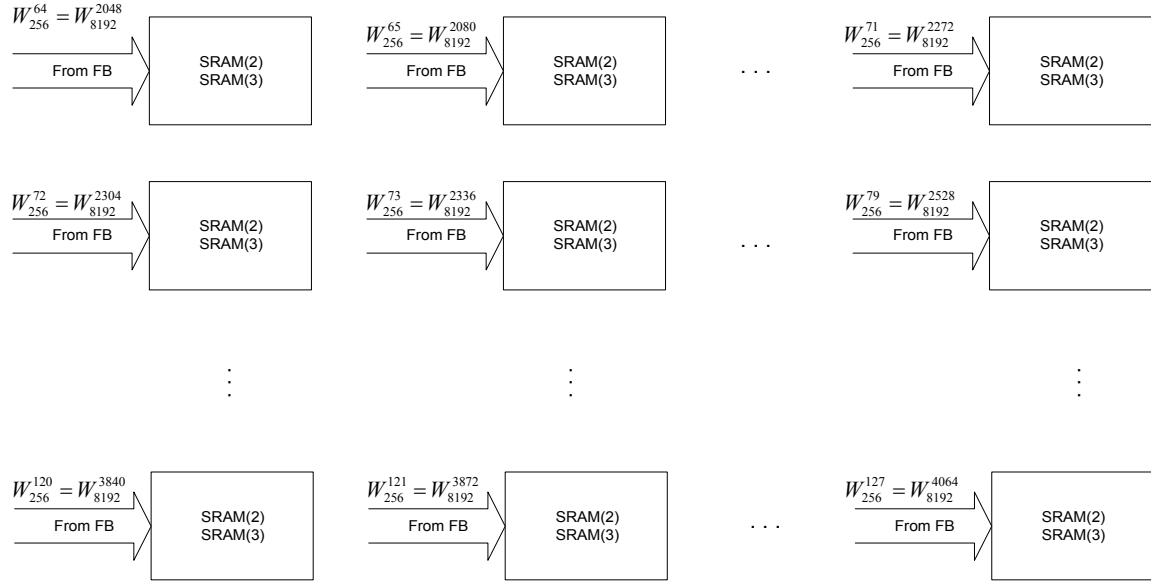 W_{256}^{64} = W_{8192}^{2048}
From FB
SRAM(2)
SRAM(3)
W_{256}^{65} = W_{8192}^{2080}
From FB
SRAM(2)
SRAM(3)
. . .
W_{256}^{71} = W_{8192}^{2272}
From FB
SRAM(2)
SRAM(3)
W_{256}^{72} = W_{8192}^{2304}
From FB
SRAM(2)
SRAM(3)
W_{256}^{73} = W_{8192}^{2336}
From FB
SRAM(2)
SRAM(3)
. . .
W_{256}^{79} = W_{8192}^{2528}
From FB
SRAM(2)
SRAM(3)
. . .
. . .
. . .
W_{256}^{120} = W_{8192}^{3840}
From FB
SRAM(2)
SRAM(3)
W_{256}^{121} = W_{8192}^{3872}
From FB
SRAM(2)
SRAM(3)
. . .
W_{256}^{127} = W_{8192}^{4064}
From FB
SRAM(2)
SRAM(3)